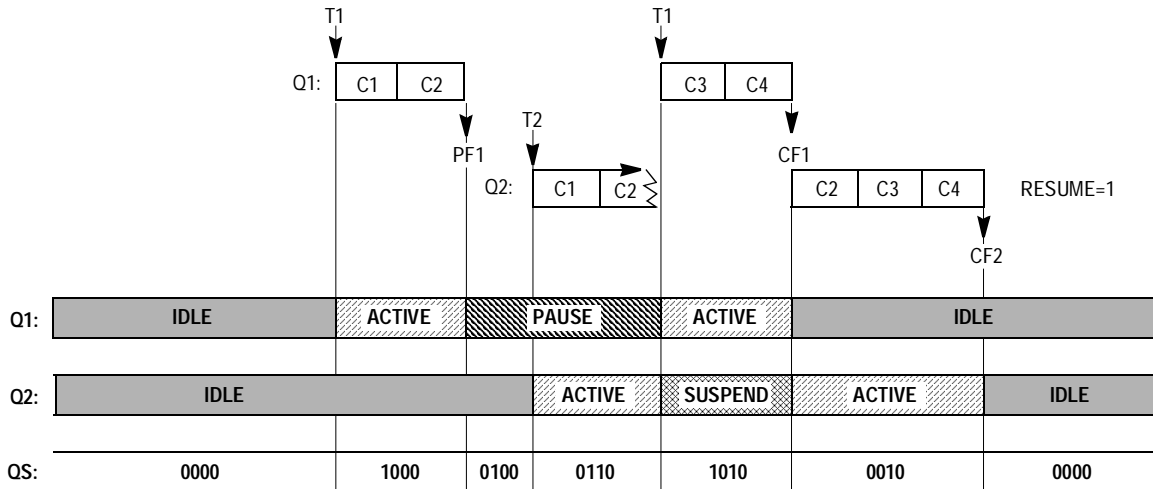 T1 T1
Q1: C1 C2 C3 C4
T2
PF1 CF1
Q2: C1 C2 C2 C3 C4 RESUME=1
CF2
Q1: IDLE ACTIVE PAUSE ACTIVE IDLE
Q2: IDLE ACTIVE SUSPEND ACTIVE IDLE
QS: 0000 1000 0100 0110 1010 0010 0000